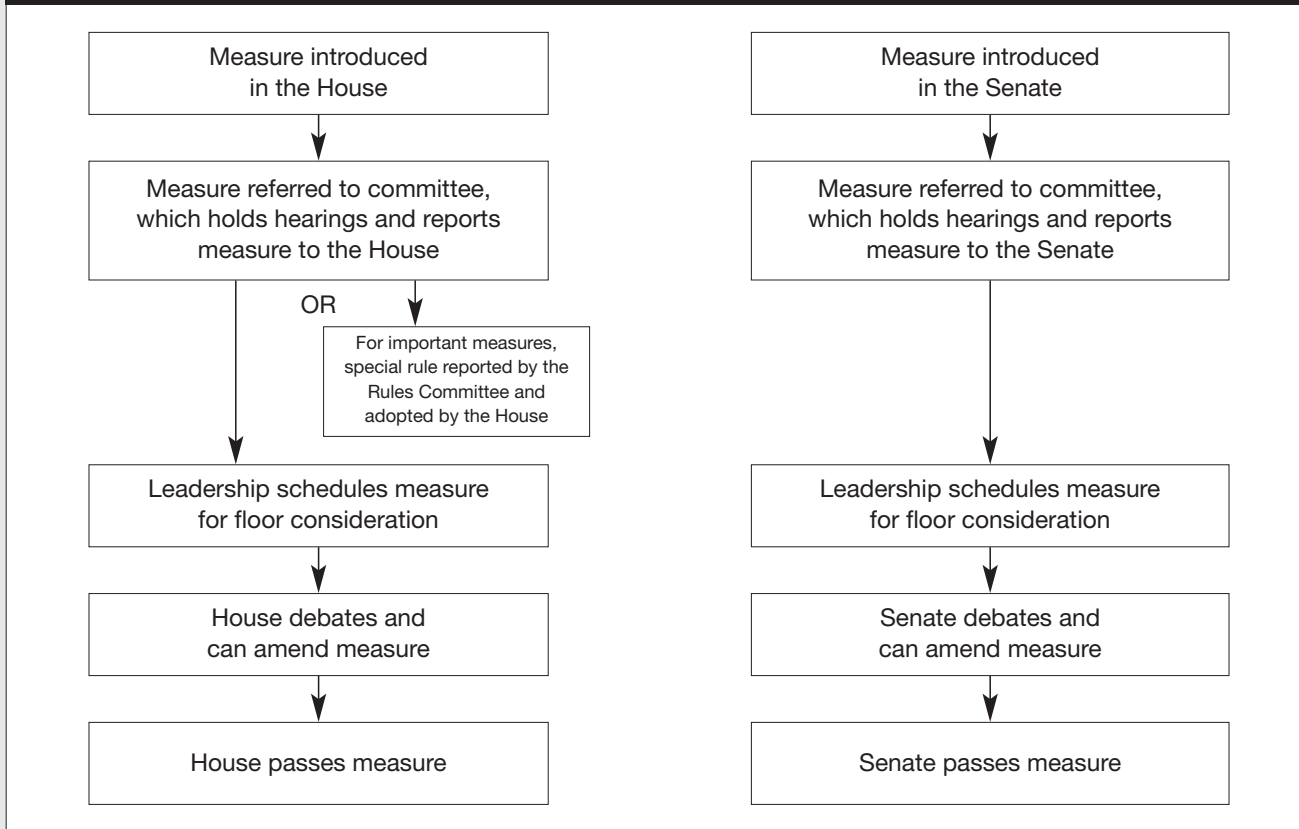 Measure introduced
in the House
Measure referred to committee,
which holds hearings and reports
measure to the House
OR
For important measures,
special rule reported by the
Rules Committee and
adopted by the House
Leadership schedules measure
for floor consideration
House debates and
can amend measure
House passes measure
Measure introduced
in the Senate
Measure referred to committee,
which holds hearings and reports
measure to the Senate
Leadership schedules measure
for floor consideration
Senate debates and
can amend measure
Senate passes measure